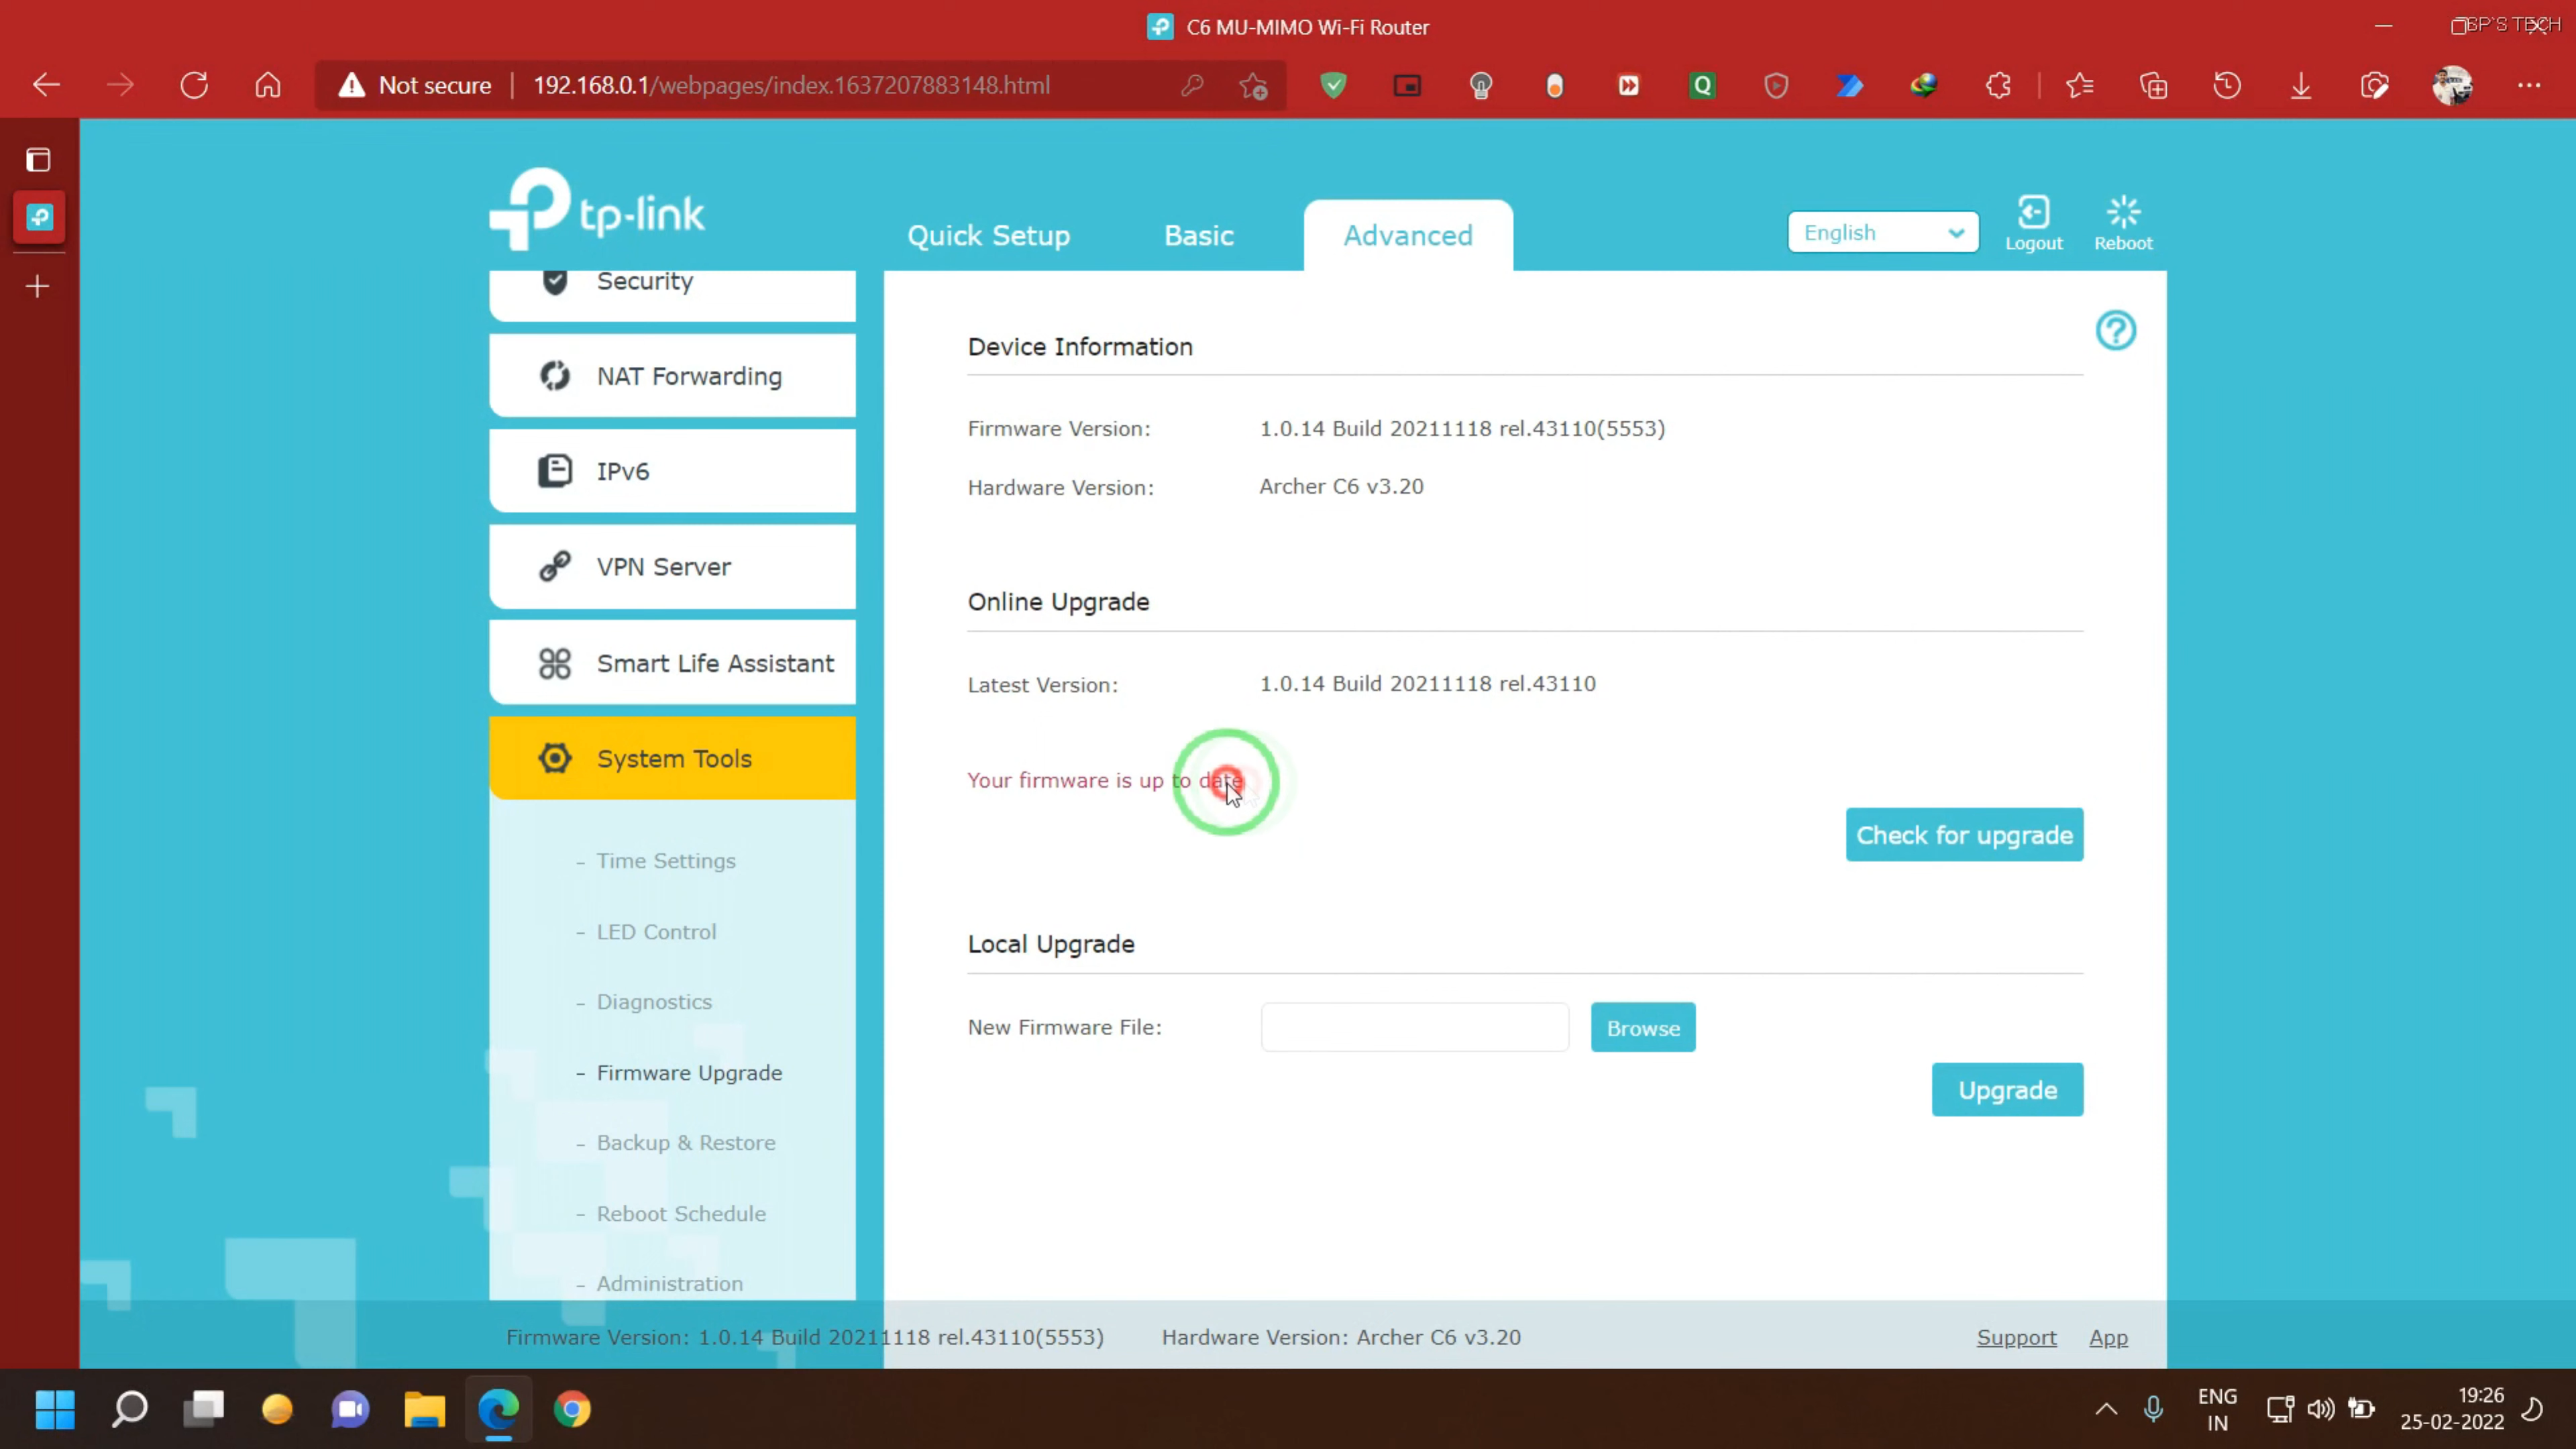 C6 MU-MIMO Wi-Fi Router
SP'S TECH
Not secure
192.168.0.1/webpages/index.1637207883148.html
tp-link
Quick Setup
Basic
Advanced
English
Logout
Reboot
Security
NAT Forwarding
IPv6
VPN Server
Smart Life Assistant
System Tools
- Time Settings
- LED Control
- Diagnostics
- Firmware Upgrade
- Backup & Restore
- Reboot Schedule
- Administration
Device Information
Firmware Version: 1.0.14 Build 20211118 rel.43110(5553)
Hardware Version: Archer C6 v3.20
Online Upgrade
Latest Version: 1.0.14 Build 20211118 rel.43110
Your firmware is up to date
Check for upgrade
Local Upgrade
New Firmware File:
Browse
Upgrade
Firmware Version: 1.0.14 Build 20211118 rel.43110(5553) Hardware Version: Archer C6 v3.20 Support App
ENG
IN
19:26
25-02-2022